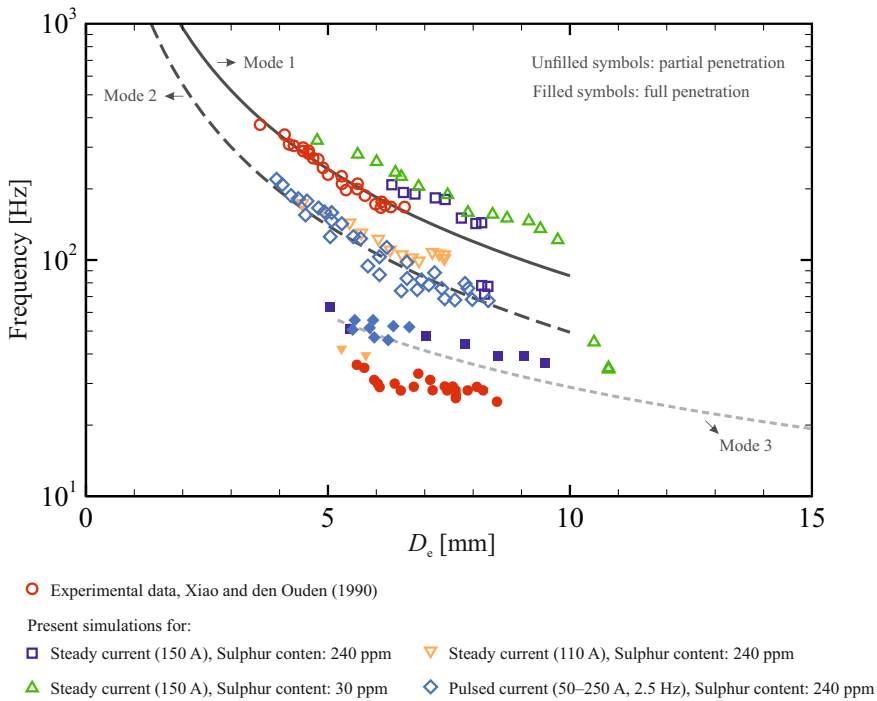 10³
Mode 1
Unfilled symbols: partial penetration
Mode 2
Filled symbols: full penetration
Frequency [Hz]
10²
Mode 3
10¹
0
5
10
15
Dₑ [mm]
Experimental data, Xiao and den Ouden (1990)
Present simulations for:
Steady current (150 A), Sulphur conten: 240 ppm
Steady current (110 A), Sulphur content: 240 ppm
Steady current (150 A), Sulphur content: 30 ppm
Pulsed current (50–250 A, 2.5 Hz), Sulphur content: 240 ppm